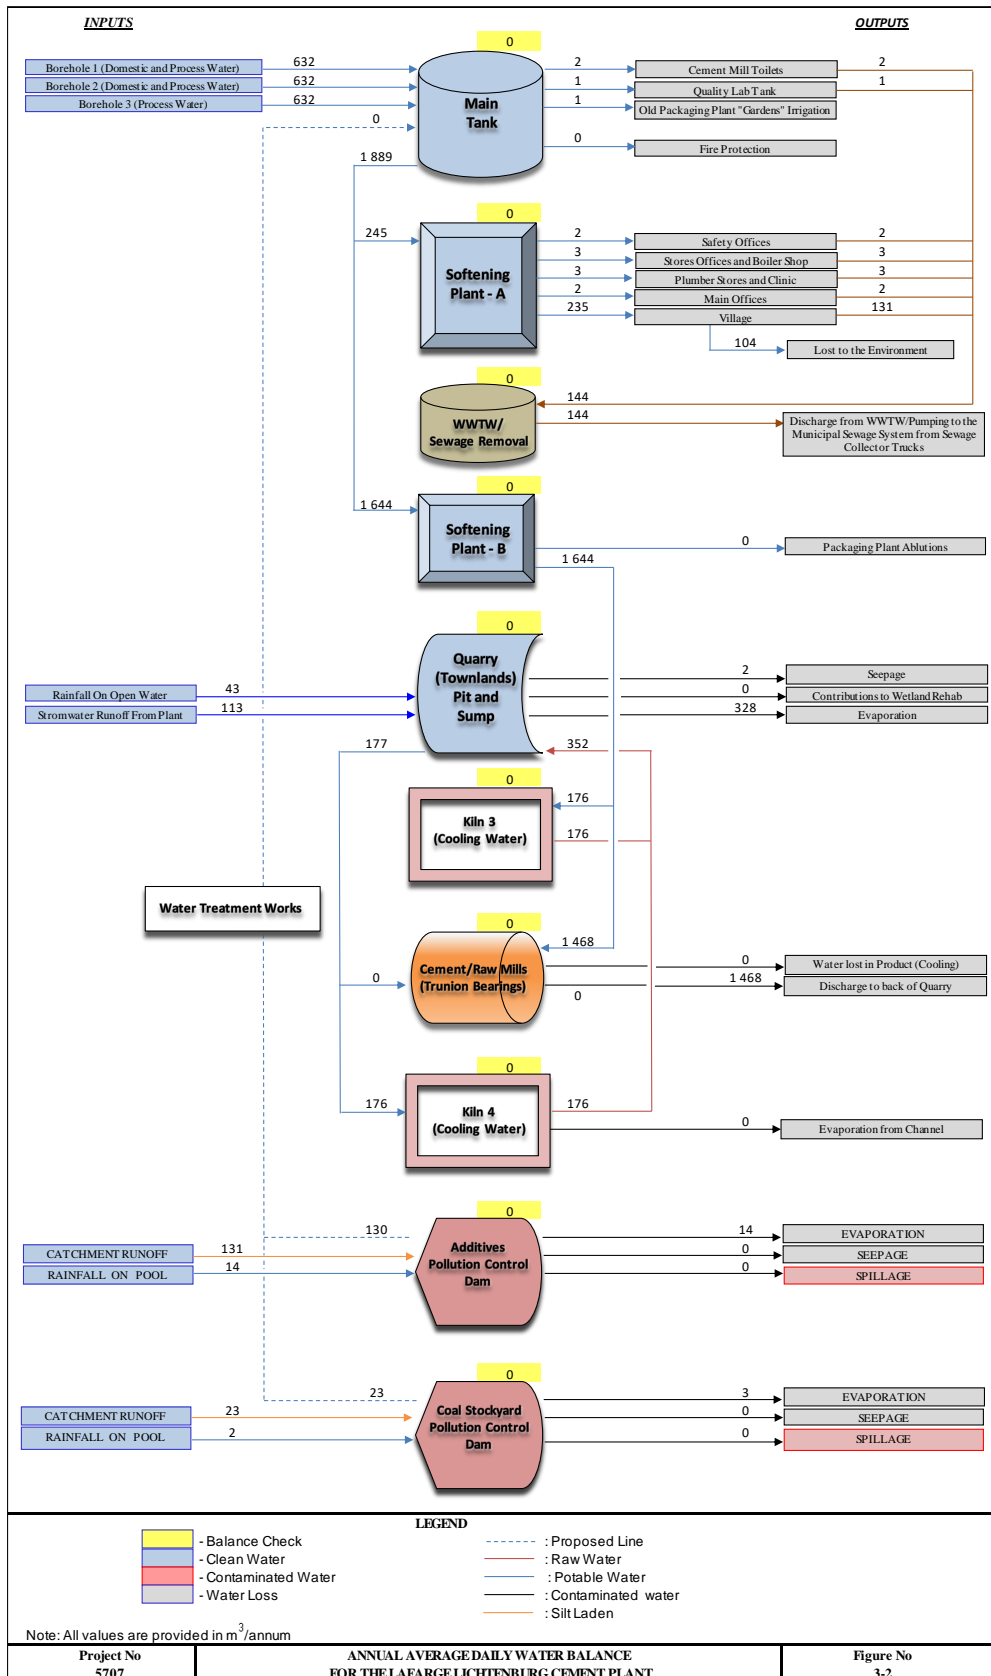 INPUTS
OUTPUTS
0
Borehole 1 (Domestic and Process Water)
632
2
Cement Mill Toilets
2
Borehole 2 (Domestic and Process Water)
632
1
Quality Lab Tank
1
Borehole 3 (Process Water)
632
Main
Tank
1
Old Packaging Plant "Gardens" Irrigation
0
0
Fire Protection
1 889
0
245
Softening
Plant - A
2
Safety Offices
2
3
Stores Offices and Boiler Shop
3
3
Plumber Stores and Clinic
3
2
Main Offices
2
235
Village
131
104
Lost to the Environment
0
144
WWTW/
Sewage Removal
144
Discharge from WWTW/Pumping to the
Municipal Sewage System from Sewage
Collector Trucks
0
1 644
Softening
Plant - B
0
Packaging Plant Ablutions
1 644
0
Quarry
(Townlands)
Pit and
Sump
2
Seepage
Rainfall On Open Water
43
0
Contributions to Wetland Rehab
Stromwater Runoff From Plant
113
328
Evaporation
177
352
0
176
Kiln 3
(Cooling Water)
176
Water Treatment Works
0
1 468
Cement/Raw Mills
(Trunion Bearings)
0
Water lost in Product (Cooling)
0
0
1 468
Discharge to back of Quarry
0
176
Kiln 4
(Cooling Water)
176
0
Evaporation from Channel
0
130
Additives
Pollution Control
Dam
14
EVAPORATION
CATCHMENT RUNOFF
131
0
SEEPAGE
RAINFALL ON POOL
14
0
SPILLAGE
0
23
Coal Stockyard
Pollution Control
Dam
3
EVAPORATION
CATCHMENT RUNOFF
23
0
SEEPAGE
RAINFALL ON POOL
2
0
SPILLAGE
LEGEND
- Balance Check
: Proposed Line
- Clean Water
: Raw Water
- Contaminated Water
: Potable Water
- Water Loss
: Contaminated water
: Silt Laden
Note: All values are provided in m3/annum
Project No
5707
ANNUAL AVERAGE DAILY WATER BALANCE
FOR THE LAFARGE LICHTENBURG CEMENT PLANT
Figure No
3-2